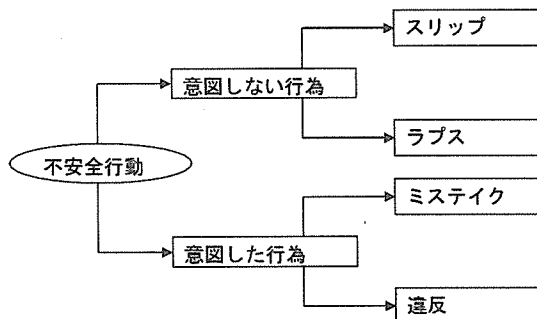 不安全行動
意図しない行為
スリップ
ラプス
意図した行為
ミステイク
違反